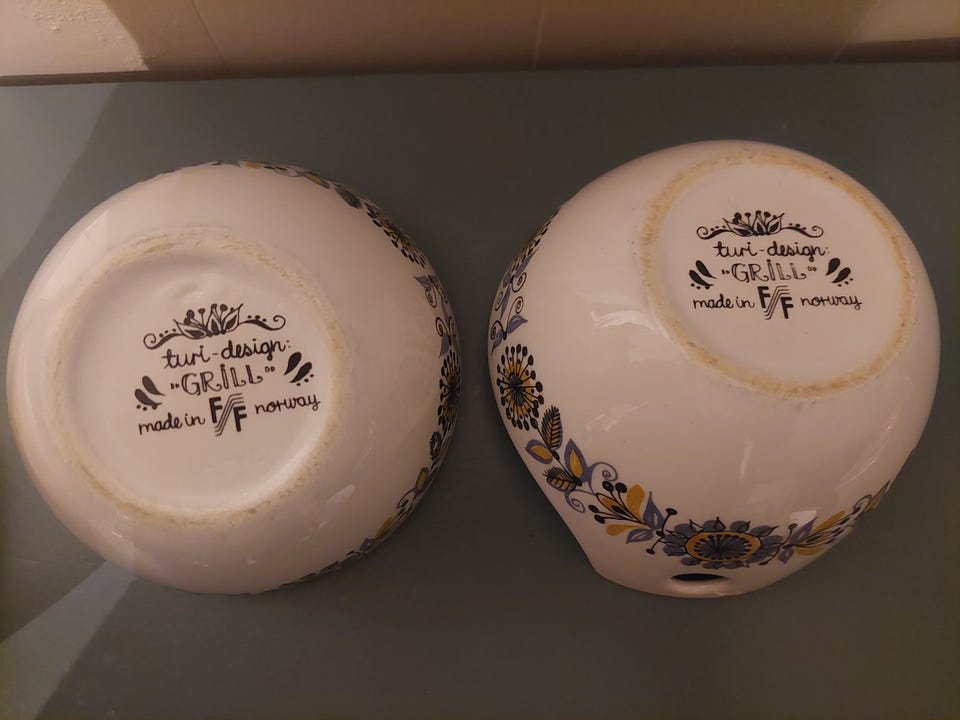 turi-design:
„GRiLL"
made in F/F norway
turi-design:
„GRiLL"
made in F/F norway